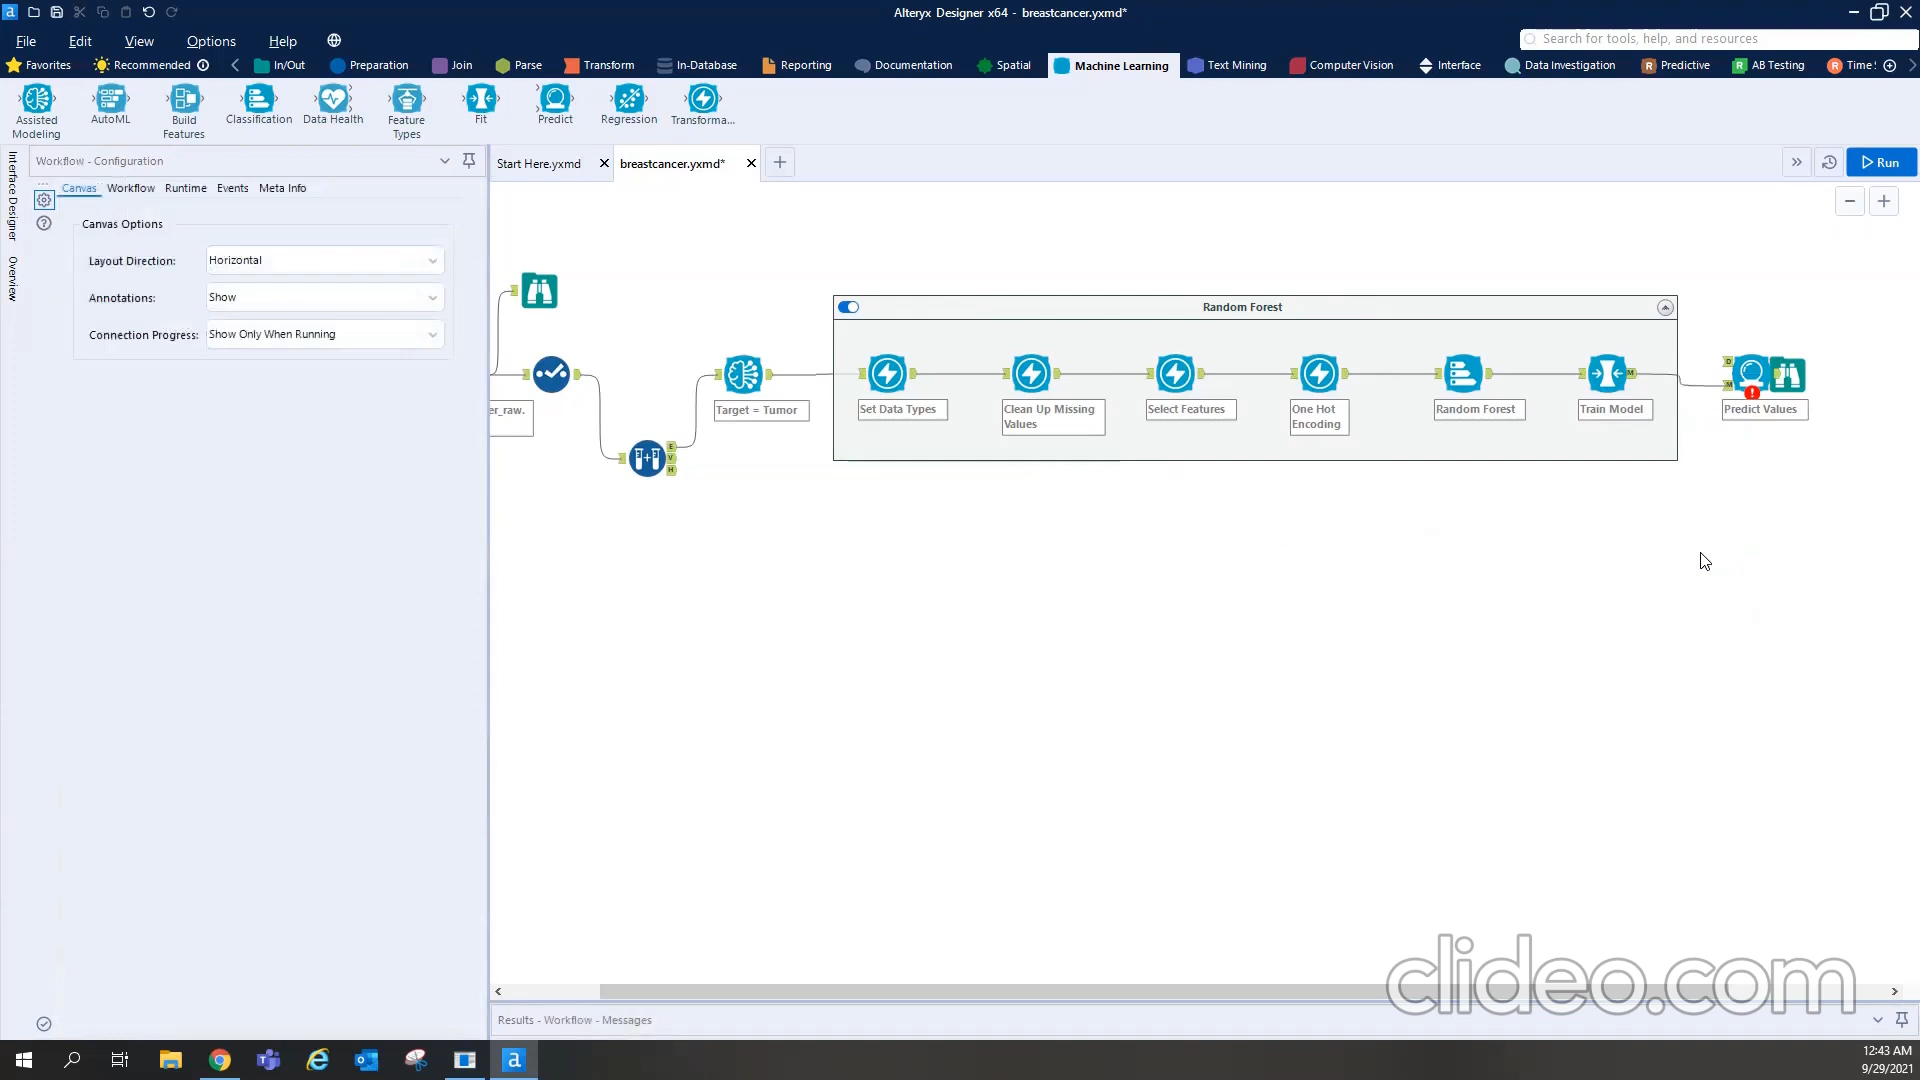 Alteryx Designer x64 - breastcancer.yxmd*
File Edit View Options Help
Search for tools, help, and resources
Favorites Recommended In/Out Preparation Join Parse Transform In-Database Reporting Documentation Spatial Machine Learning Text Mining Computer Vision Interface Data Investigation Predictive AB Testing Time
Assisted Modeling
AutoML
Build Features
Classification
Data Health
Feature Types
Fit
Predict
Regression
Transforma...
Interface Designer
Overview
Workflow - Configuration
Canvas Workflow Runtime Events Meta Info
Canvas Options
Layout Direction: Horizontal
Annotations: Show
Connection Progress: Show Only When Running
Start Here.yxmd
breastcancer.yxmd*
Run
Random Forest
er_raw.
E
V
H
Target = Tumor
Set Data Types
Clean Up Missing
Values
Select Features
One Hot
Encoding
Random Forest
Train Model
M
D
M
Predict Values
clideo.com
Results - Workflow - Messages
12:43 AM
9/29/2021